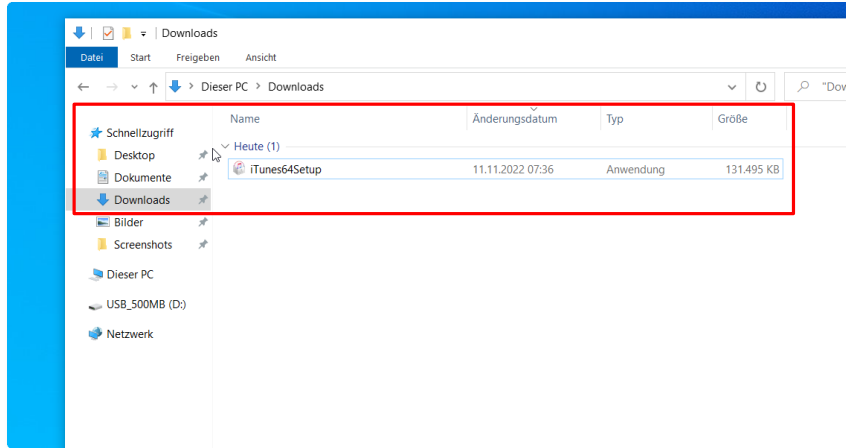 Downloads
Datei Start Freigeben Ansicht
Dieser PC > Downloads
"Dow
Name Änderungsdatum Typ Größe
Schnellzugriff
Heute (1)
Desktop
iTunes64Setup 11.11.2022 07:36 Anwendung 131.495 KB
Dokumente
Downloads
Bilder
Screenshots
Dieser PC
USB_500MB (D:)
Netzwerk